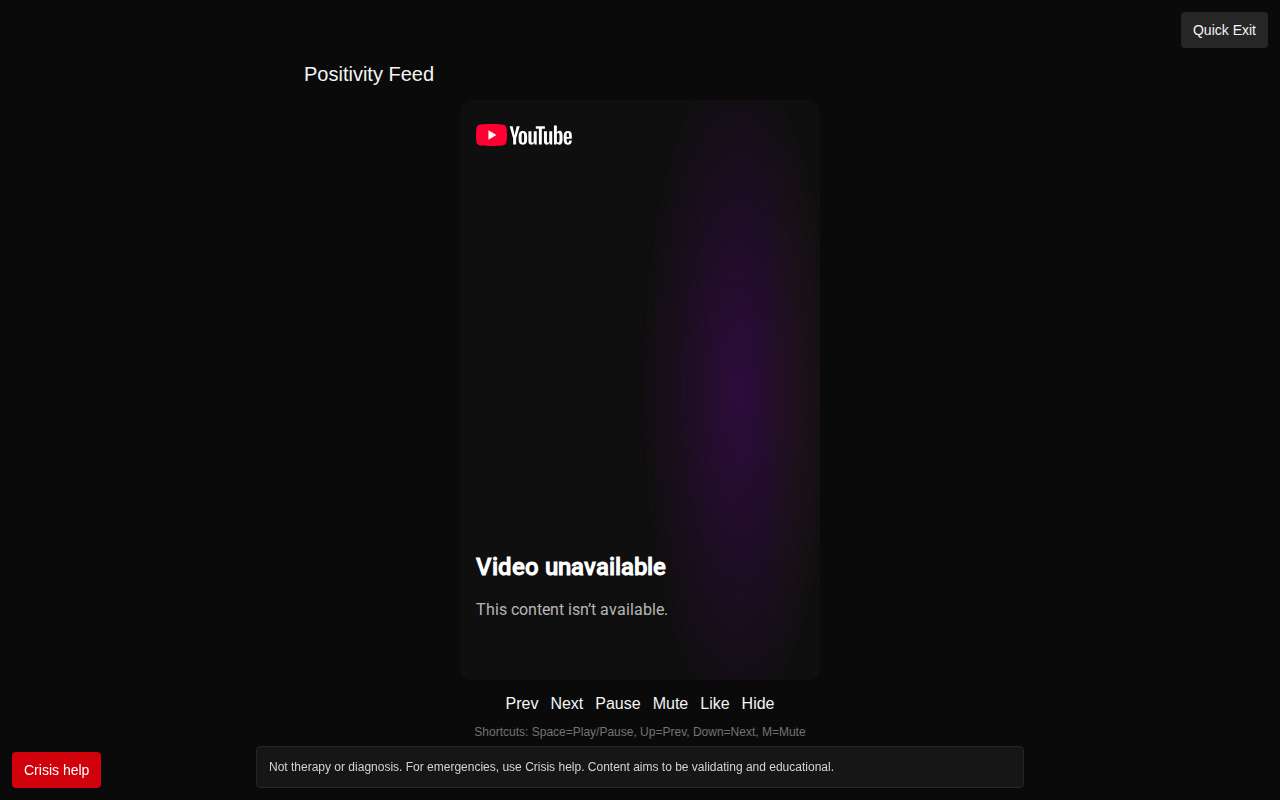 Quick Exit
Positivity Feed
YouTube
Video unavailable
This content isn’t available.
Prev Next Pause Mute Like Hide
Shortcuts: Space=Play/Pause, Up=Prev, Down=Next, M=Mute
Crisis help
Not therapy or diagnosis. For emergencies, use Crisis help. Content aims to be validating and educational.